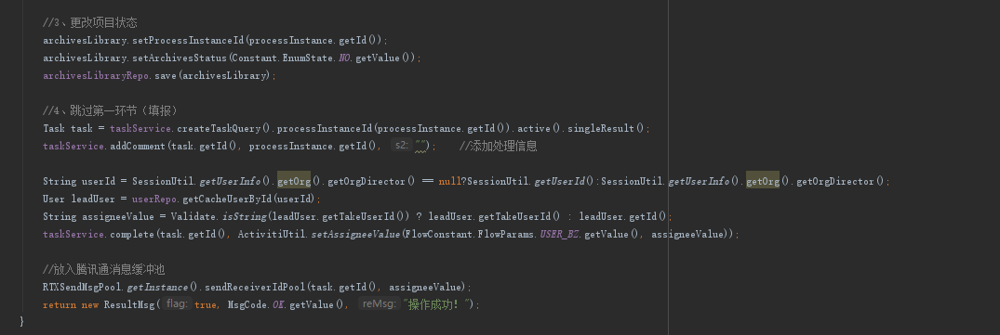 //3、更改项目状态
archivesLibrary.setProcessInstanceId(processInstance.getId());
archivesLibrary.setArchivesStatus(Constant.EnumState.NO.getValue());
archivesLibraryRepo.save(archivesLibrary);
//4、跳过第一环节（填报）
Task task = taskService.createTaskQuery().processInstanceId(processInstance.getId()).active().singleResult();
taskService.addComment(task.getId(), processInstance.getId(), s2: ""); //添加处理信息
String userId = SessionUtil.getUserInfo().getOrg().getOrgDirector() == null?SessionUtil.getUserId():SessionUtil.getUserInfo().getOrg().getOrgDirector();
User leadUser = userRepo.getCacheUserById(userId);
String assigneeValue = Validate.isString(leadUser.getTakeUserId()) ? leadUser.getTakeUserId() : leadUser.getId();
taskService.complete(task.getId(), ActivitiUtil.setAssigneeValue(FlowConstant.FlowParams.USER_BZ.getValue(), assigneeValue));
//放入腾讯通消息缓冲池
RTXSendMsgPool.getInstance().sendReceiverIdPool(task.getId(), assigneeValue);
return new ResultMsg( flag: true, MsgCode.OK.getValue(), reMsg: "操作成功！");
}